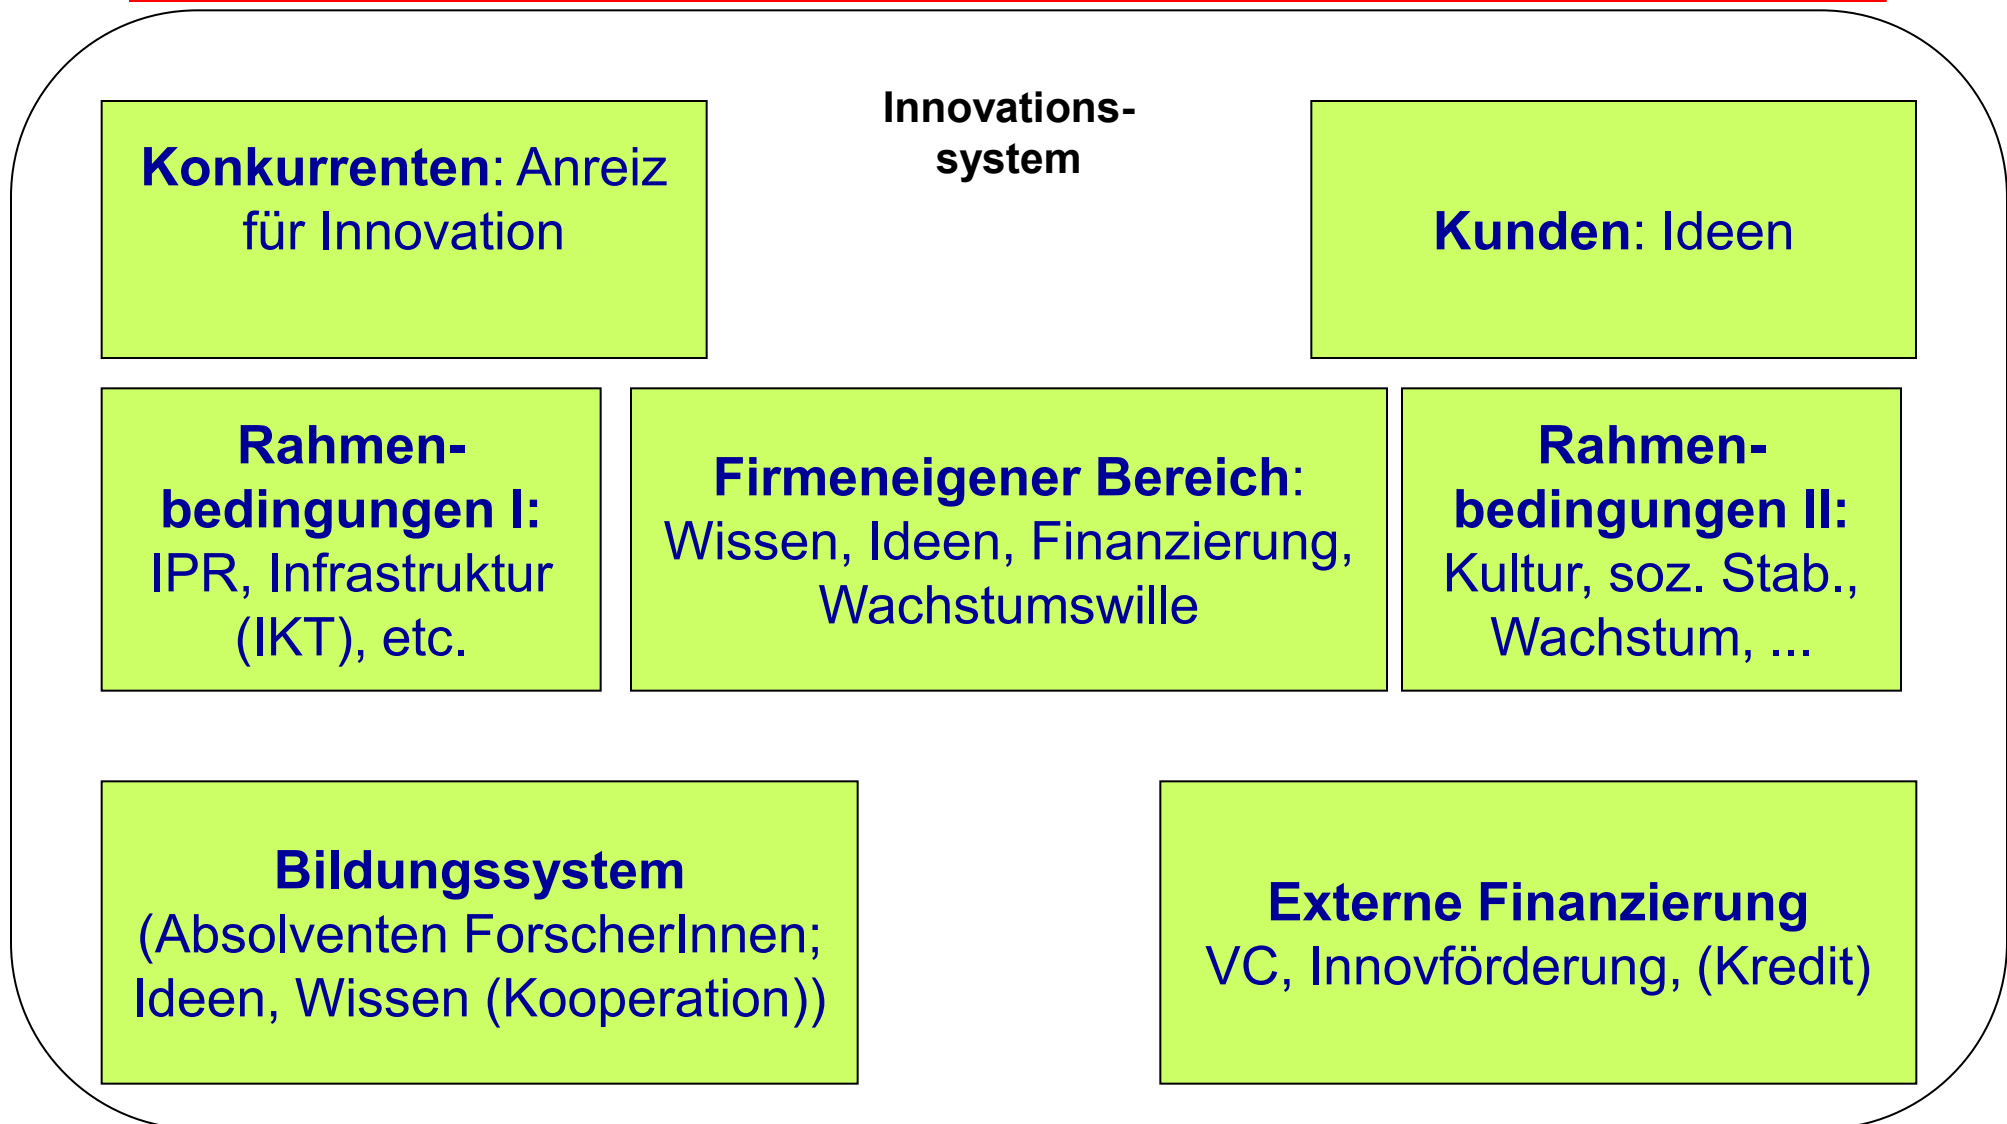 Innovations-
system
Konkurrenten: Anreiz
für Innovation
Kunden: Ideen
Rahmen-
bedingungen I:
IPR, Infrastruktur
(IKT), etc.
Firmeneigener Bereich:
Wissen, Ideen, Finanzierung,
Wachstumswille
Rahmen-
bedingungen II:
Kultur, soz. Stab.,
Wachstum, ...
Bildungssystem
(Absolventen ForscherInnen;
Ideen, Wissen (Kooperation))
Externe Finanzierung
VC, Innovförderung, (Kredit)